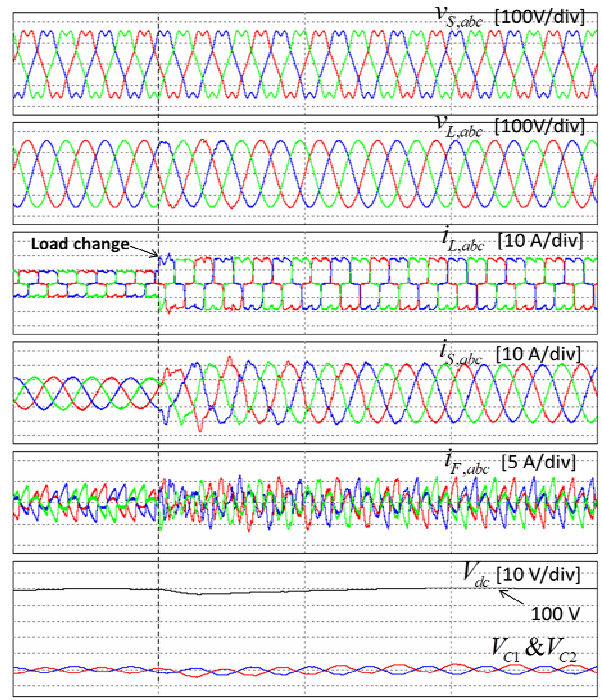 v_S,abc [100V/div]
v_L,abc [100V/div]
i_L,abc [10 A/div]
Load change
i_S,abc [10 A/div]
i_F,abc [5 A/div]
V_dc [10 V/div]
100 V
V_C1 & V_C2